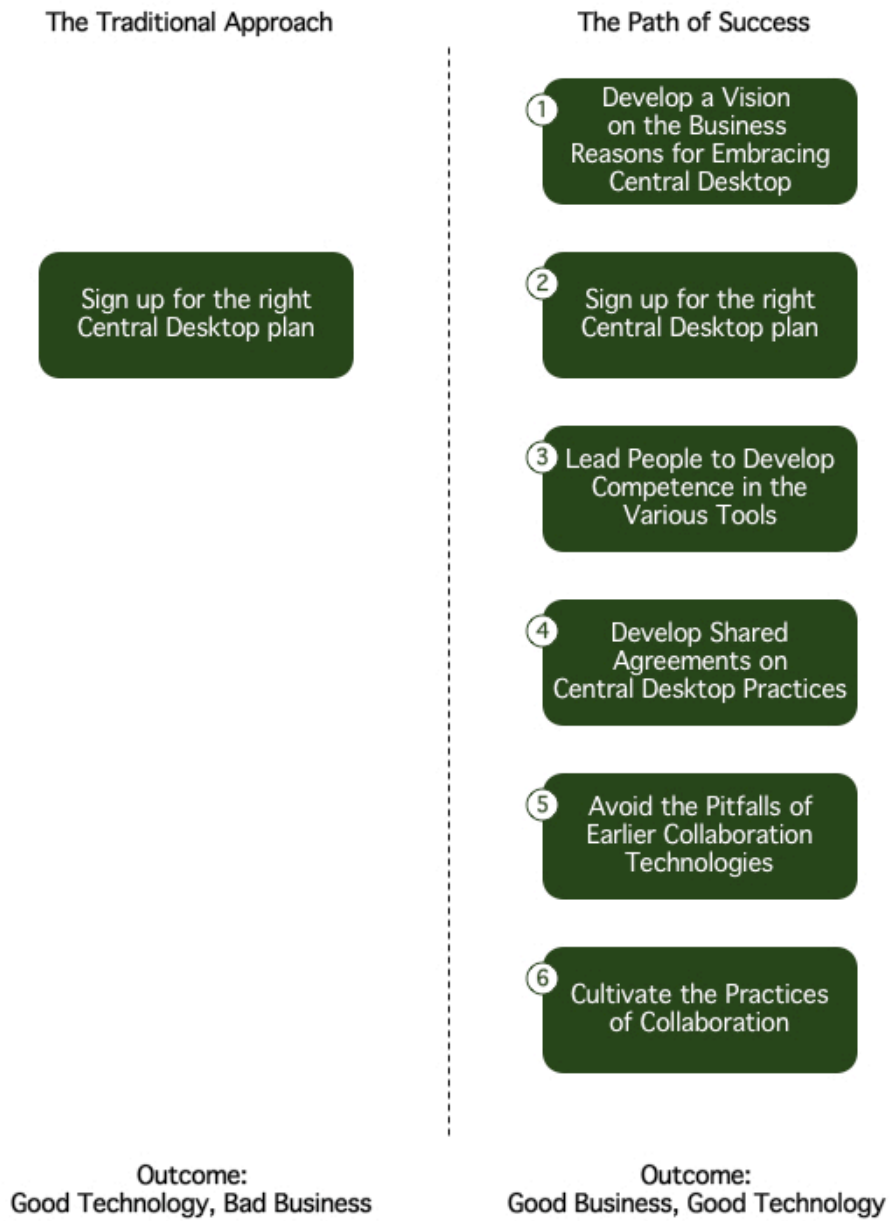 The Traditional Approach
Sign up for the right
Central Desktop plan
Outcome:
Good Technology, Bad Business
The Path of Success
1
Develop a Vision
on the Business
Reasons for Embracing
Central Desktop
2
Sign up for the right
Central Desktop plan
3
Lead People to Develop
Competence in the
Various Tools
4
Develop Shared
Agreements on
Central Desktop Practices
5
Avoid the Pitfalls of
Earlier Collaboration
Technologies
6
Cultivate the Practices
of Collaboration
Outcome:
Good Business, Good Technology